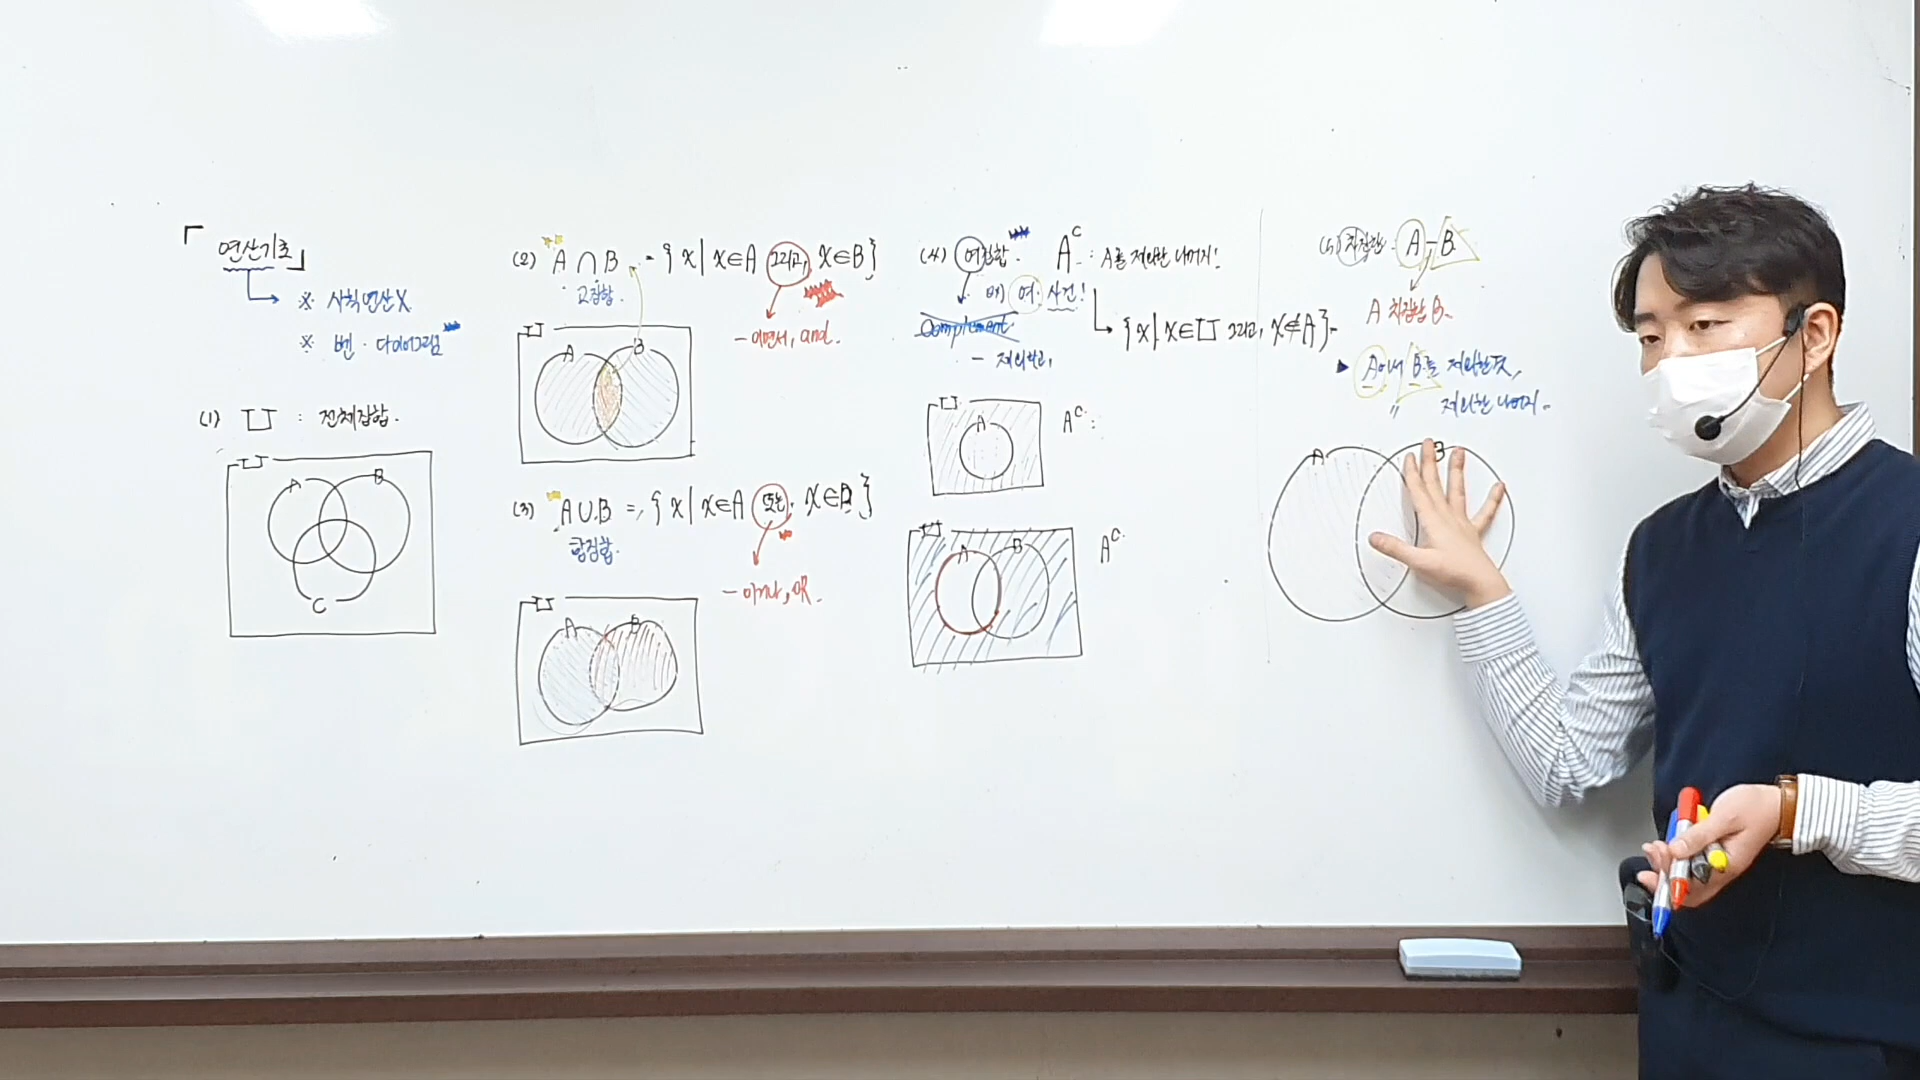 「연산기초」
※ 사칙연산X
※ 벤 다이어그램
(1) U : 전체집합.
U
A
B
C
(2) A∩B = {x|x∈A 그리고, x∈B}
교집합.
- 이면서, and.
U
A
B
(3) A∪B = {x|x∈A 또는, x∈B}
합집합.
- 이거나, or.
U
A
B
(4) 여집합. A^C : A를 제외한 나머지!
여: 사건!
Complement.
- 제외하고,
{x|x∈U 그리고, x∉A}
U
A
A^C:
U
A
B
A^C
(5) 차집합. A-B
A 차집합 B.
▶ A에서 B를 제외한 것,
" 제외한 나머지.
A
B